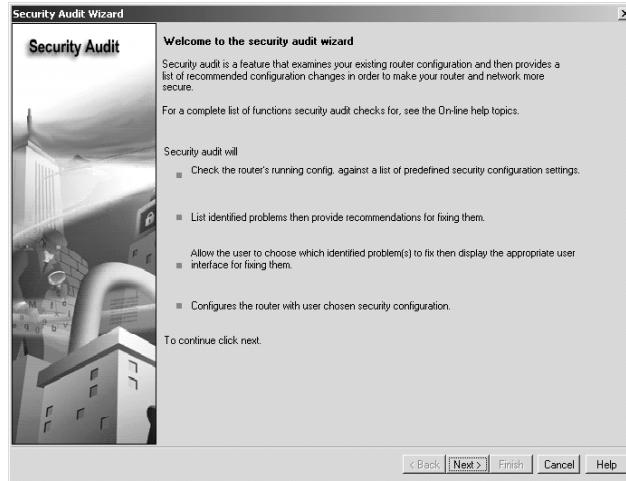 Security Audit Wizard
Security Audit
Welcome to the security audit wizard
Security audit is a feature that examines your existing router configuration and then provides a
list of recommended configuration changes in order to make your router and network more
secure.
For a complete list of functions security audit checks for, see the On-line help topics.
Security audit will
Check the router's running config. against a list of predefined security configuration settings.
List identified problems then provide recommendations for fixing them.
Allow the user to choose which identified problem(s) to fix then display the appropriate user
interface for fixing them.
Configures the router with user chosen security configuration.
To continue click next.
< Back Next > Finish Cancel Help